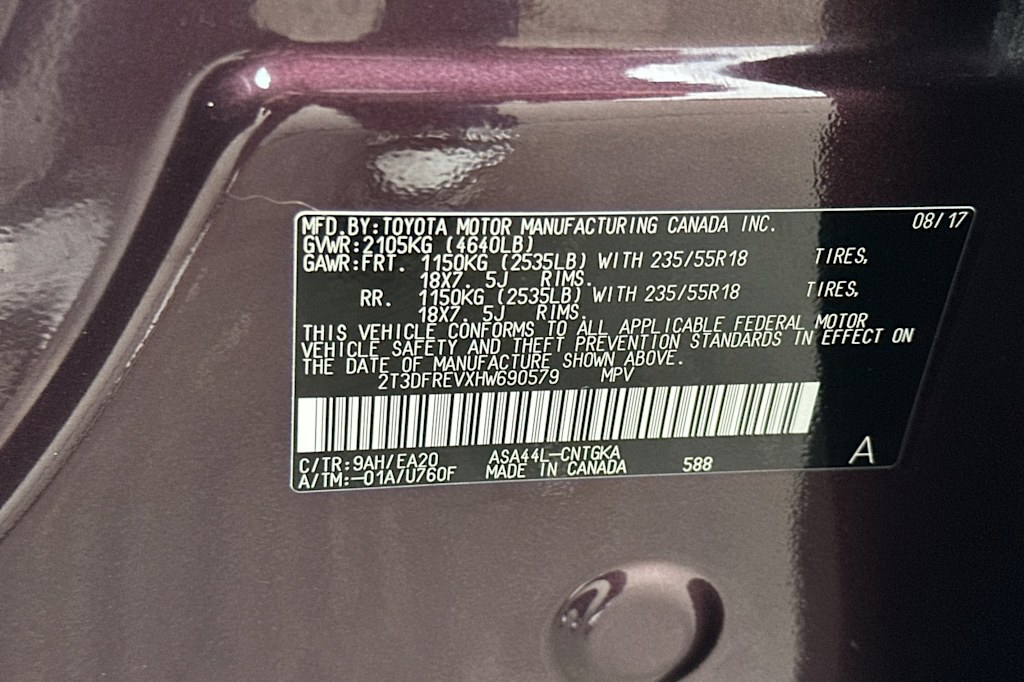 MFD.BY:TOYOTA MOTOR MANUFACTURING CANADA INC. 08/17
GVWR:2105KG (4640LB)
GAWR:FRT. 1150KG (2535LB) WITH 235/55R18 TIRES,
18X7. 5J RIMS.
RR. 1150KG (2535LB) WITH 235/55R18 TIRES,
18X7. 5J RIMS.
THIS VEHICLE CONFORMS TO ALL APPLICABLE FEDERAL MOTOR
VEHICLE SAFETY AND THEFT PREVENTION STANDARDS IN EFFECT ON
THE DATE OF MANUFACTURE SHOWN ABOVE.
2T3DFREVXHW690579 MPV
C/TR:9AH/EA20 ASA44L-CNTGKA
A/TM:-01A/U760F MADE IN CANADA 588 A